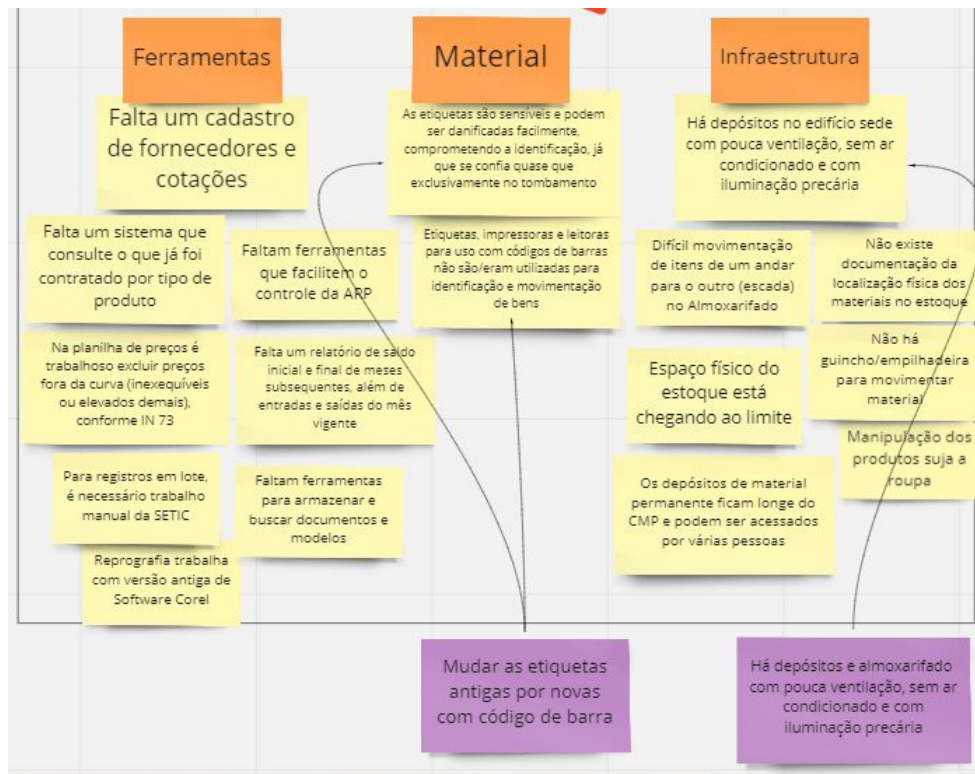 Ferramentas
Falta um cadastro
de fornecedores e
cotações
Falta um sistema que
consulte o que já foi
contratado por tipo de
produto
Faltam ferramentas
que facilitem o
controle da ARP
Na planilha de preços é
trabalhoso excluir preços
fora da curva (inexequíveis
ou elevados demais),
conforme IN 73
Falta um relatório de saldo
inicial e final de meses
subsequentes, além de
entradas e saídas do mês
vigente
Para registros em lote,
é necessário trabalho
manual da SETIC
Faltam ferramentas
para armazenar e
buscar documentos e
modelos
Reprografia trabalha
com versão antiga de
Software Corel
Material
As etiquetas são sensíveis e podem
ser danificadas facilmente,
comprometendo a identificação, já
que se confia quase que
exclusivamente no tombamento
Etiquetas, impressoras e leitoras
para uso com códigos de barras
não são/eram utilizadas para
identificação e movimentação
de bens
Infraestrutura
Há depósitos no edifício sede
com pouca ventilação, sem ar
condicionado e com
iluminação precária
Difícil movimentação
de itens de um andar
para o outro (escada)
no Almoxarifado
Não existe
documentação da
localização física dos
materiais no estoque
Espaço físico do
estoque está
chegando ao limite
Não há
guincho/empilhadeira
para movimentar
material
Manipulação dos
produtos suja a
roupa
Os depósitos de material
permanente ficam longe do
CMP e podem ser acessados
por várias pessoas
Mudar as etiquetas
antigas por novas
com código de barra
Há depósitos e almoxarifado
com pouca ventilação, sem ar
condicionado e com
iluminação precária